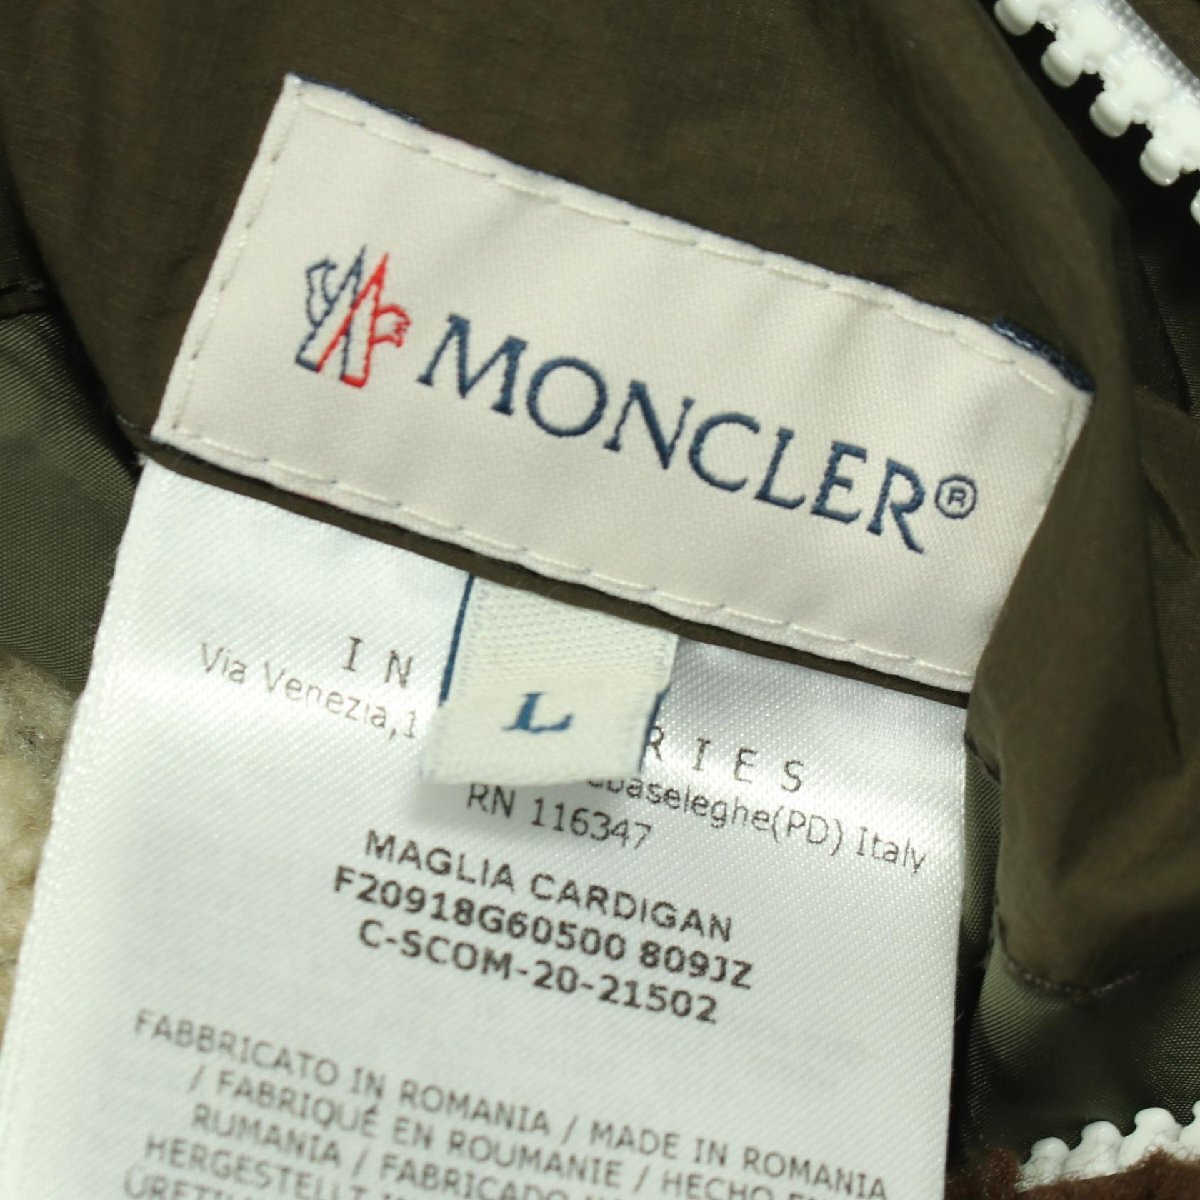 MONCLER®
L
IN RIES
Via Venezia,1 baseleghe(PD) Italy
RN 116347
MAGLIA CARDIGAN
F20918G60500 809JZ
C-SCOM-20-21502
FABBRICATO IN ROMANIA / MADE IN ROMANIA
/ FABRIQUÉ EN ROUMANIE / HECHO EN
RUMANIA / FABRICADO
HERGESTELLT